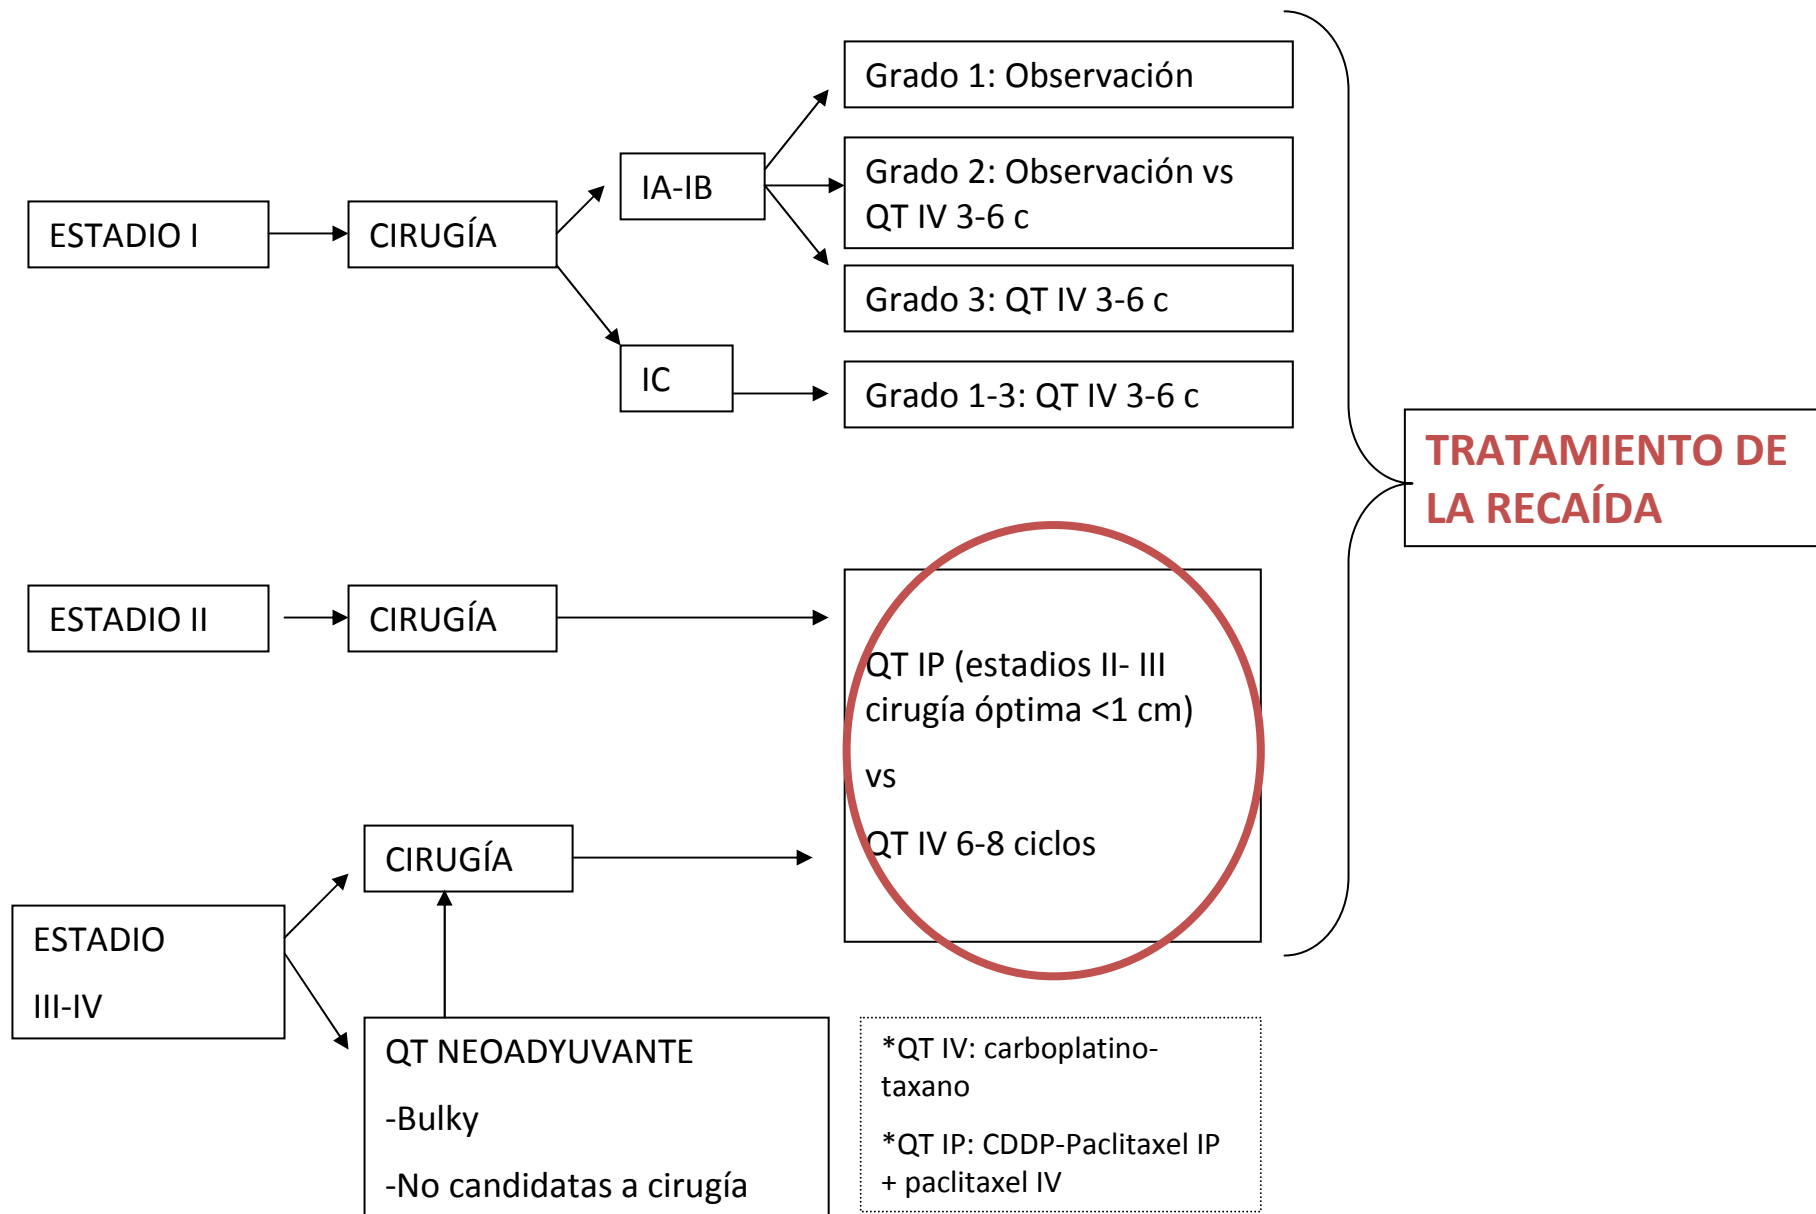 Grado 1: Observación
IA-IB
Grado 2: Observación vs
QT IV 3-6 c
ESTADIO I
CIRUGÍA
Grado 3: QT IV 3-6 c
IC
Grado 1-3: QT IV 3-6 c
TRATAMIENTO DE
LA RECAÍDA
ESTADIO II
CIRUGÍA
QT IP (estadios II- III
cirugía óptima <1 cm)
vs
QT IV 6-8 ciclos
CIRUGÍA
ESTADIO
III-IV
QT NEOADYUVANTE
-Bulky
-No candidatas a cirugía
*QT IV: carboplatino-
taxano
*QT IP: CDDP-Paclitaxel IP
+ paclitaxel IV